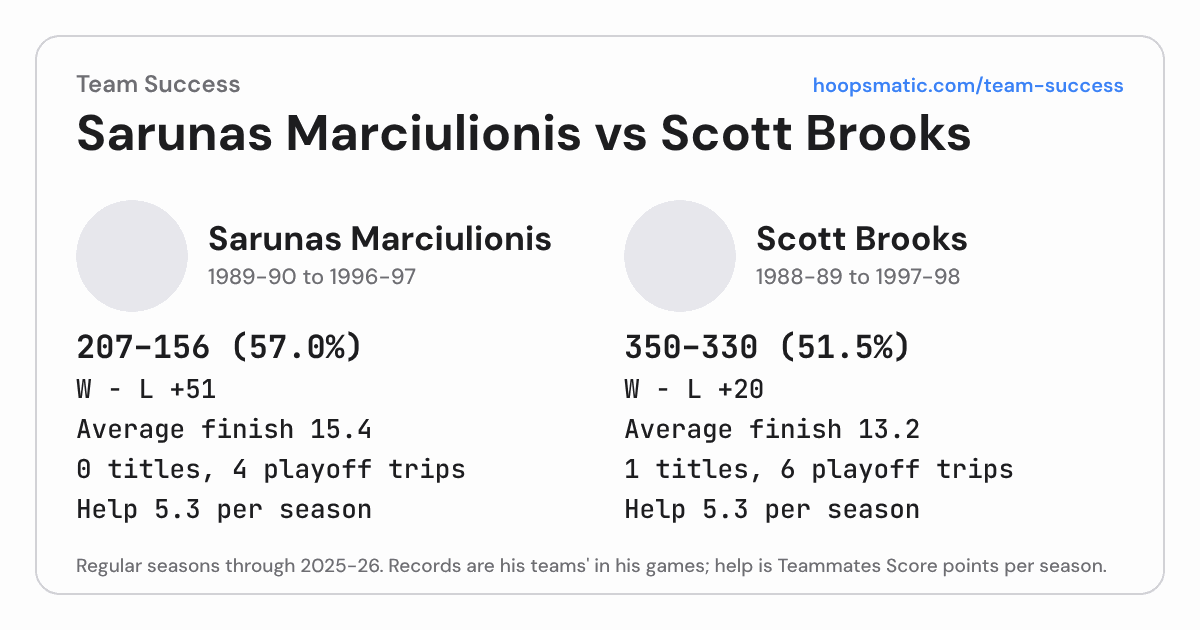 Team Success
hoopsmatic.com/team-success
Sarunas Marciulionis vs Scott Brooks
Sarunas Marciulionis
1989-90 to 1996-97
207-156 (57.0%)
W - L +51
Average finish 15.4
0 titles, 4 playoff trips
Help 5.3 per season
Scott Brooks
1988-89 to 1997-98
350-330 (51.5%)
W - L +20
Average finish 13.2
1 titles, 6 playoff trips
Help 5.3 per season
Regular seasons through 2025-26. Records are his teams' in his games; help is Teammates Score points per season.